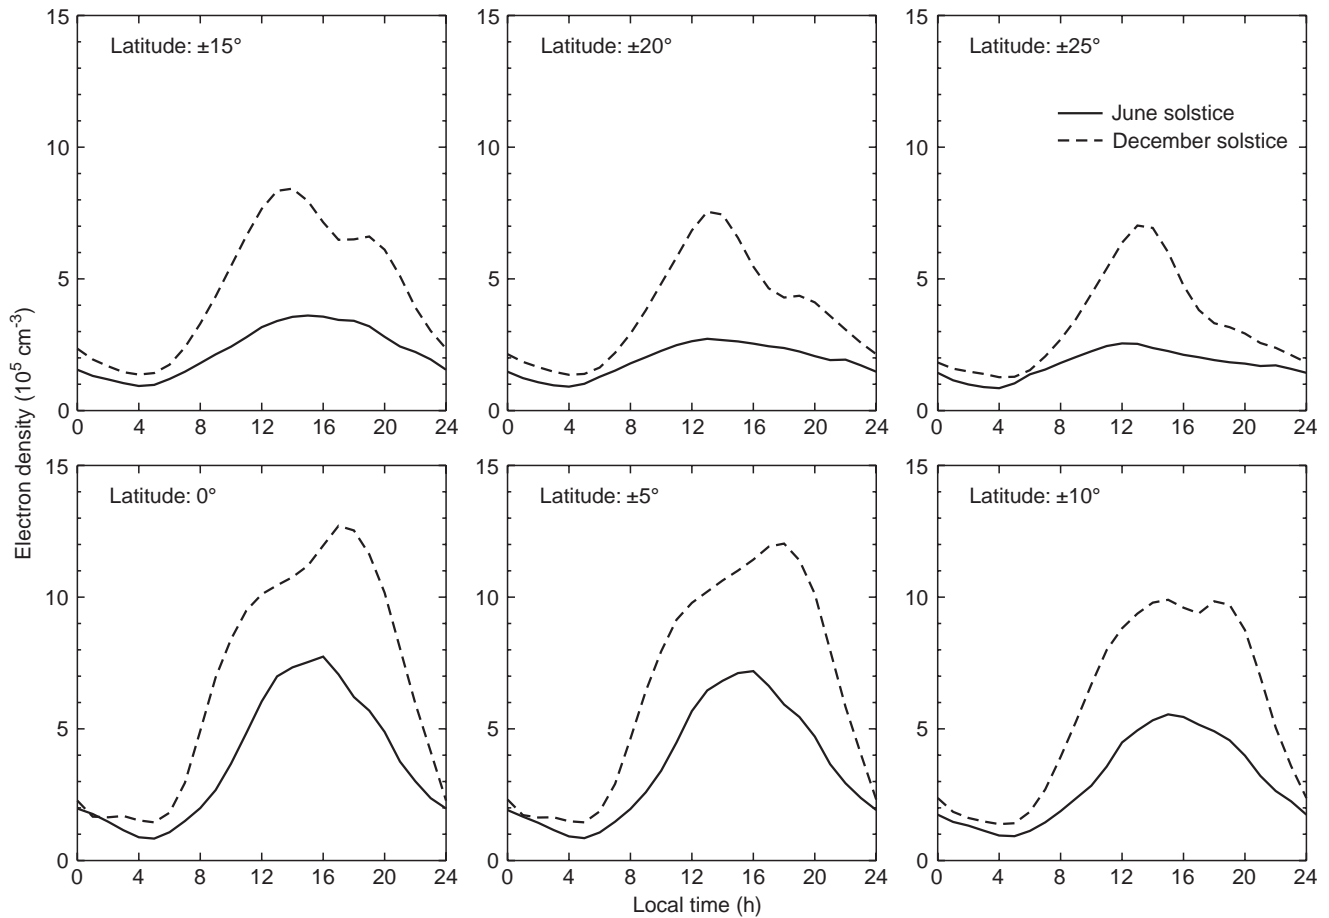 15
10
5
0
0 4 8 12 16 20 24
Latitude: ±15°
15
10
5
0
0 4 8 12 16 20 24
Latitude: ±20°
15
10
5
0
0 4 8 12 16 20 24
Latitude: ±25°
June solstice
December solstice
Electron density (10⁵ cm⁻³)
15
10
5
0
0 4 8 12 16 20 24
Latitude: 0°
15
10
5
0
0 4 8 12 16 20 24
Latitude: ±5°
15
10
5
0
0 4 8 12 16 20 24
Latitude: ±10°
Local time (h)